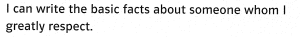 I can write the basic facts about someone whom I
greatly respect.